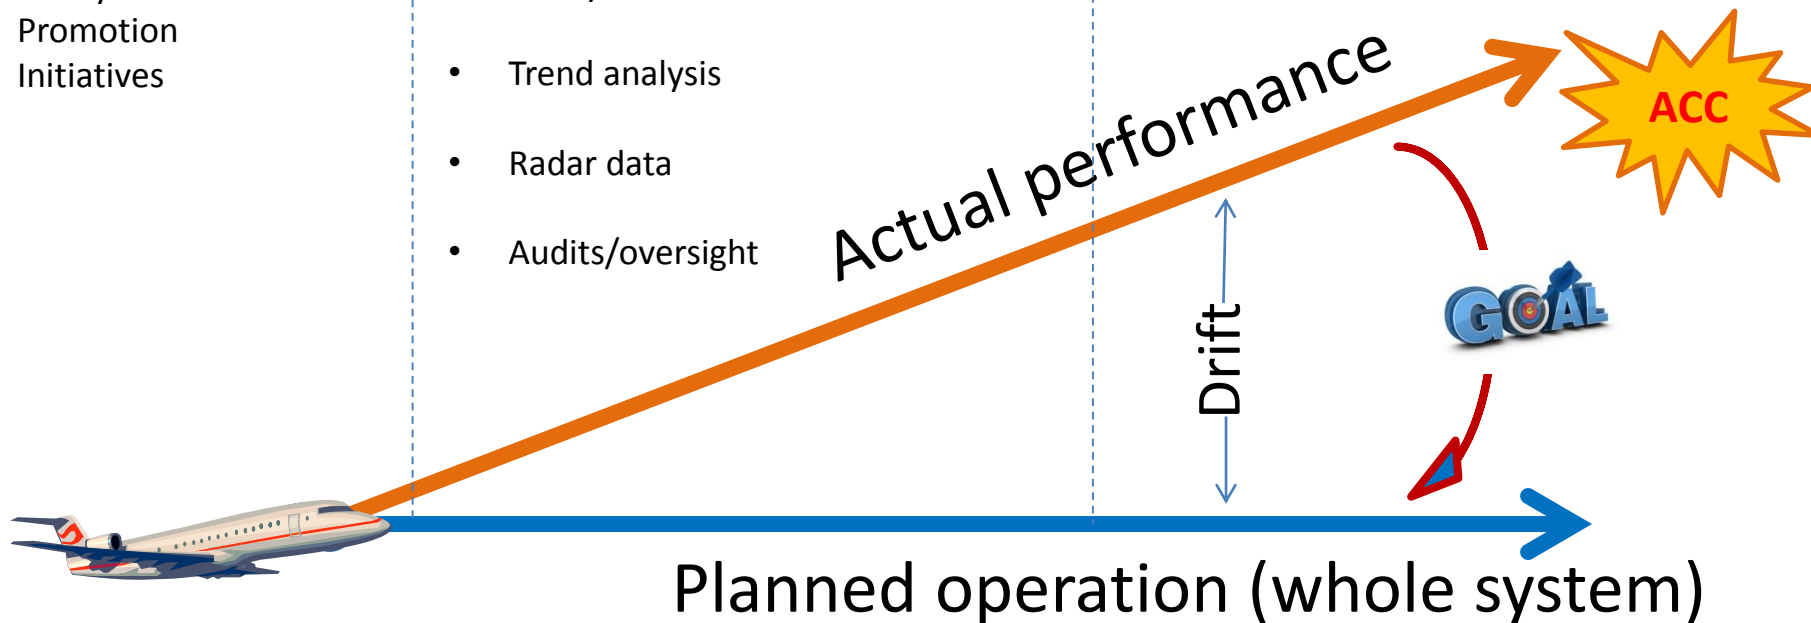 Promotion
Initiatives
• Trend analysis
• Radar data
• Audits/oversight
Actual performance
ACC
GOAL
Drift
Planned operation (whole system)